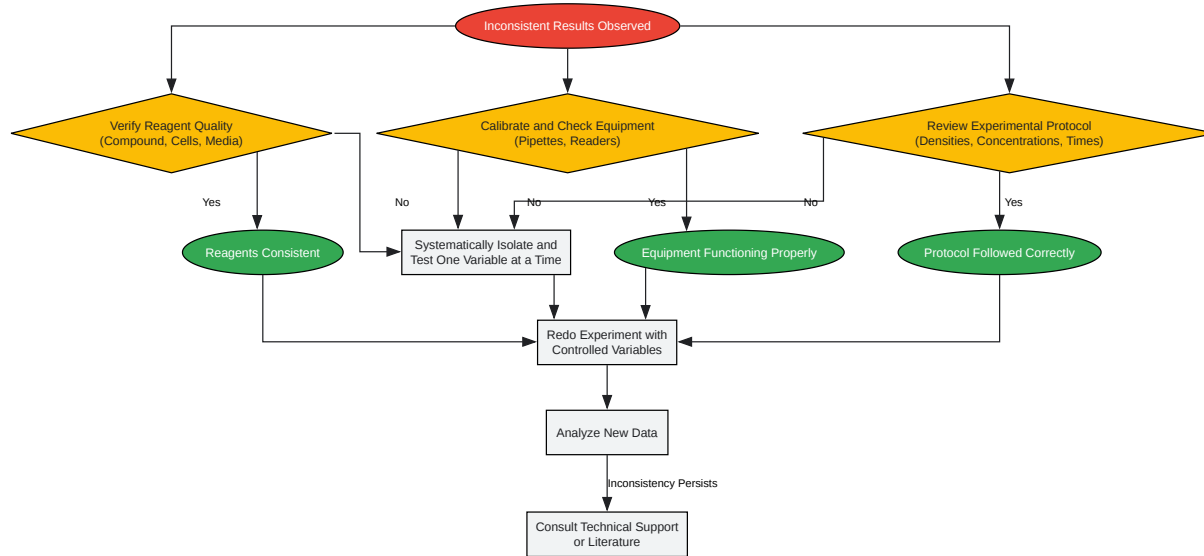 Inconsistent Results Observed
Verify Reagent Quality
(Compound, Cells, Media)
Calibrate and Check Equipment
(Pipettes, Readers)
Review Experimental Protocol
(Densities, Concentrations, Times)
Yes
No
No
Yes
No
Yes
Reagents Consistent
Systematically Isolate and
Test One Variable at a Time
Equipment Functioning Properly
Protocol Followed Correctly
Redo Experiment with
Controlled Variables
Analyze New Data
Inconsistency Persists
Consult Technical Support
or Literature